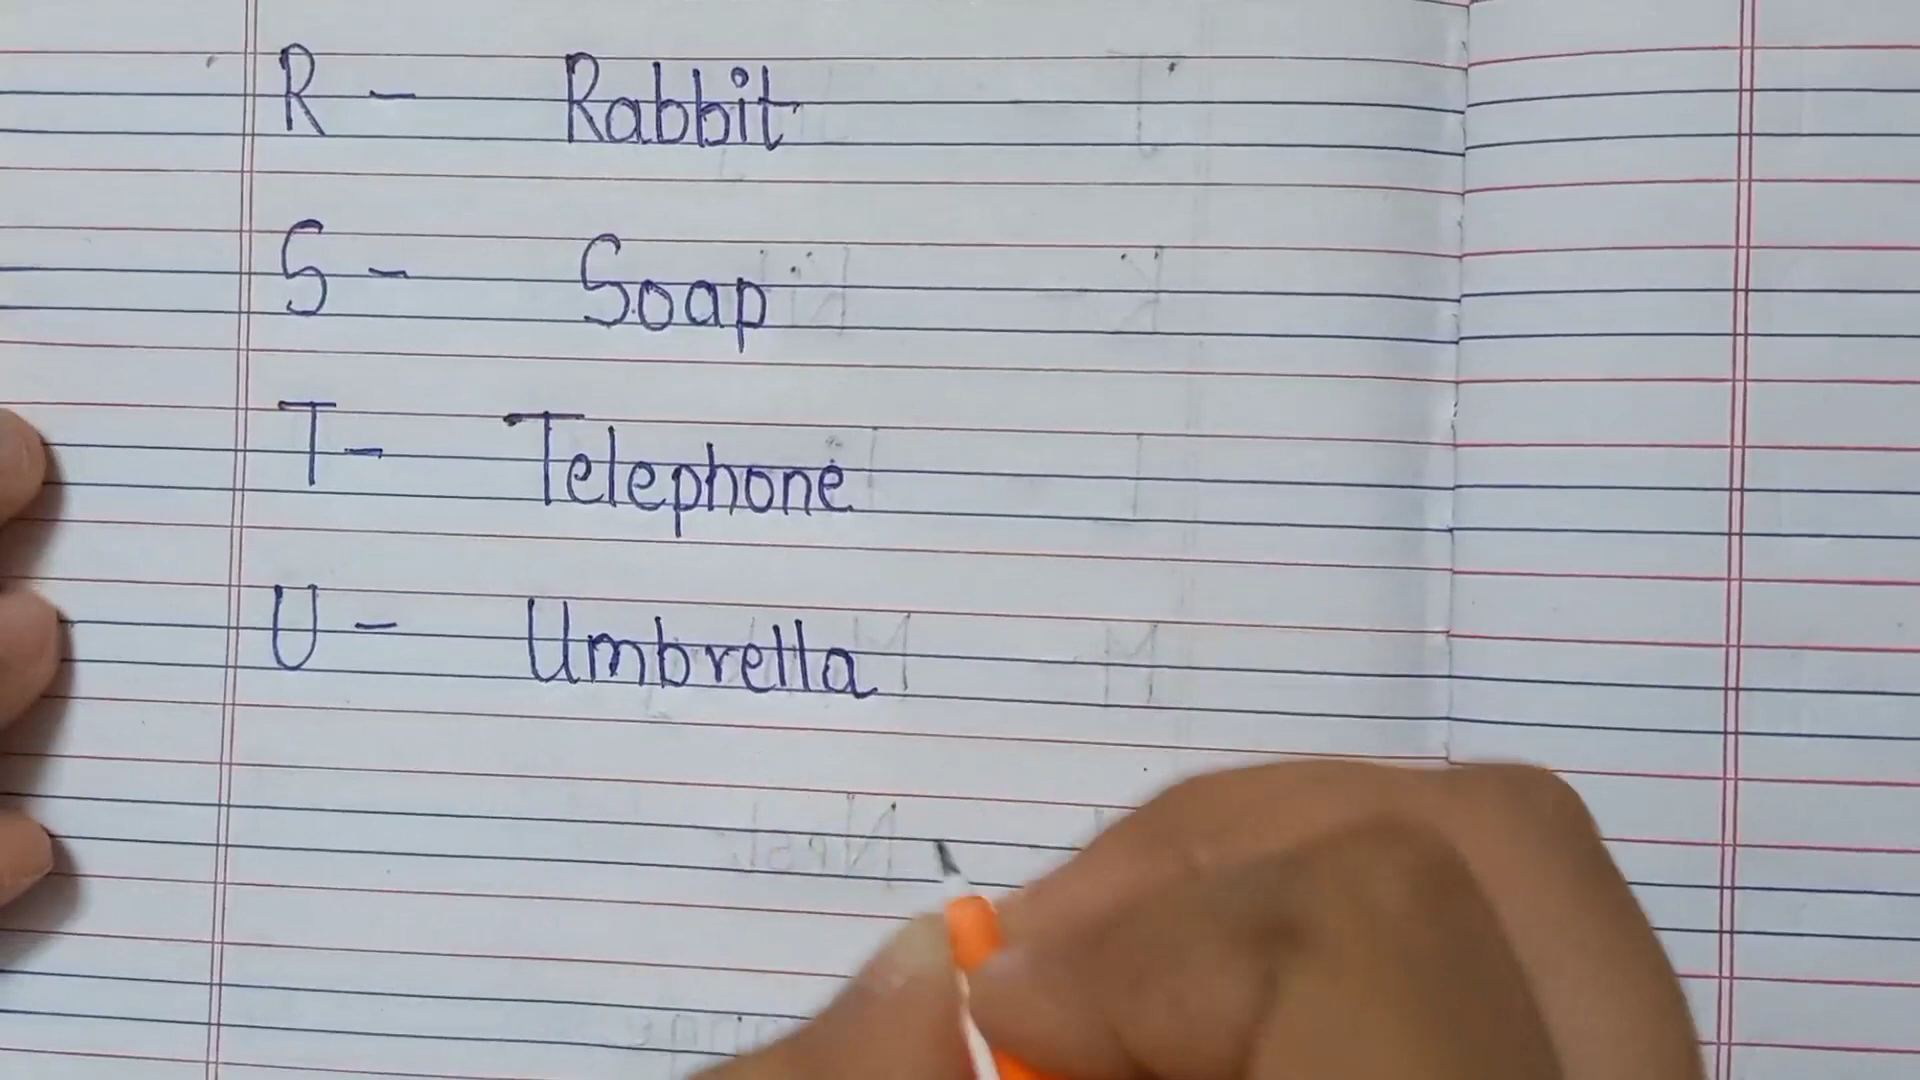 R - Rabbit
S - Soap
T - Telephone
U - Umbrella